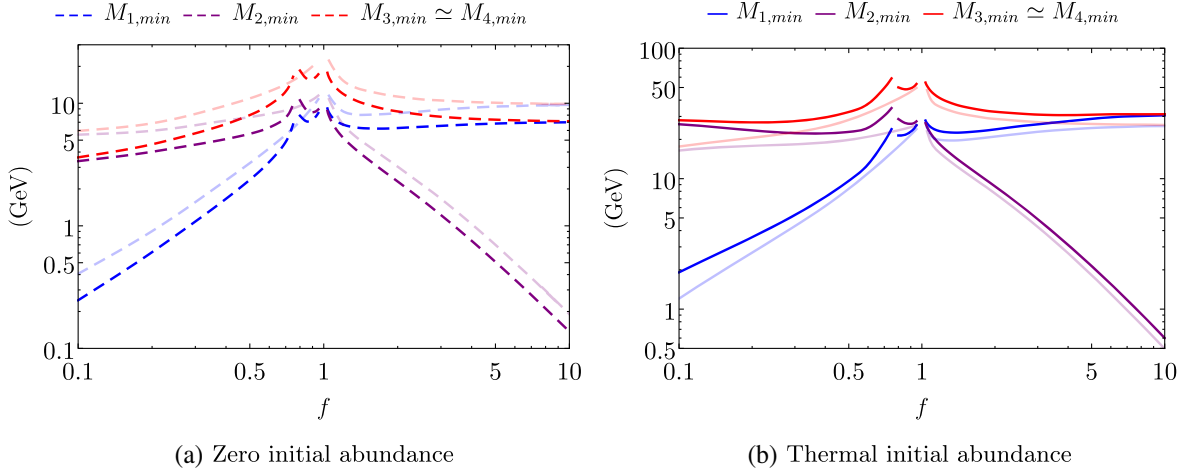 M1,min M2,min M3,min ≃ M4,min
(GeV)
10
5
1
0.5
0.1
0.1 0.5 1 5 10
f
(a) Zero initial abundance
M1,min M2,min M3,min ≃ M4,min
(GeV)
100
50
10
5
1
0.5
0.1 0.5 1 5 10
f
(b) Thermal initial abundance